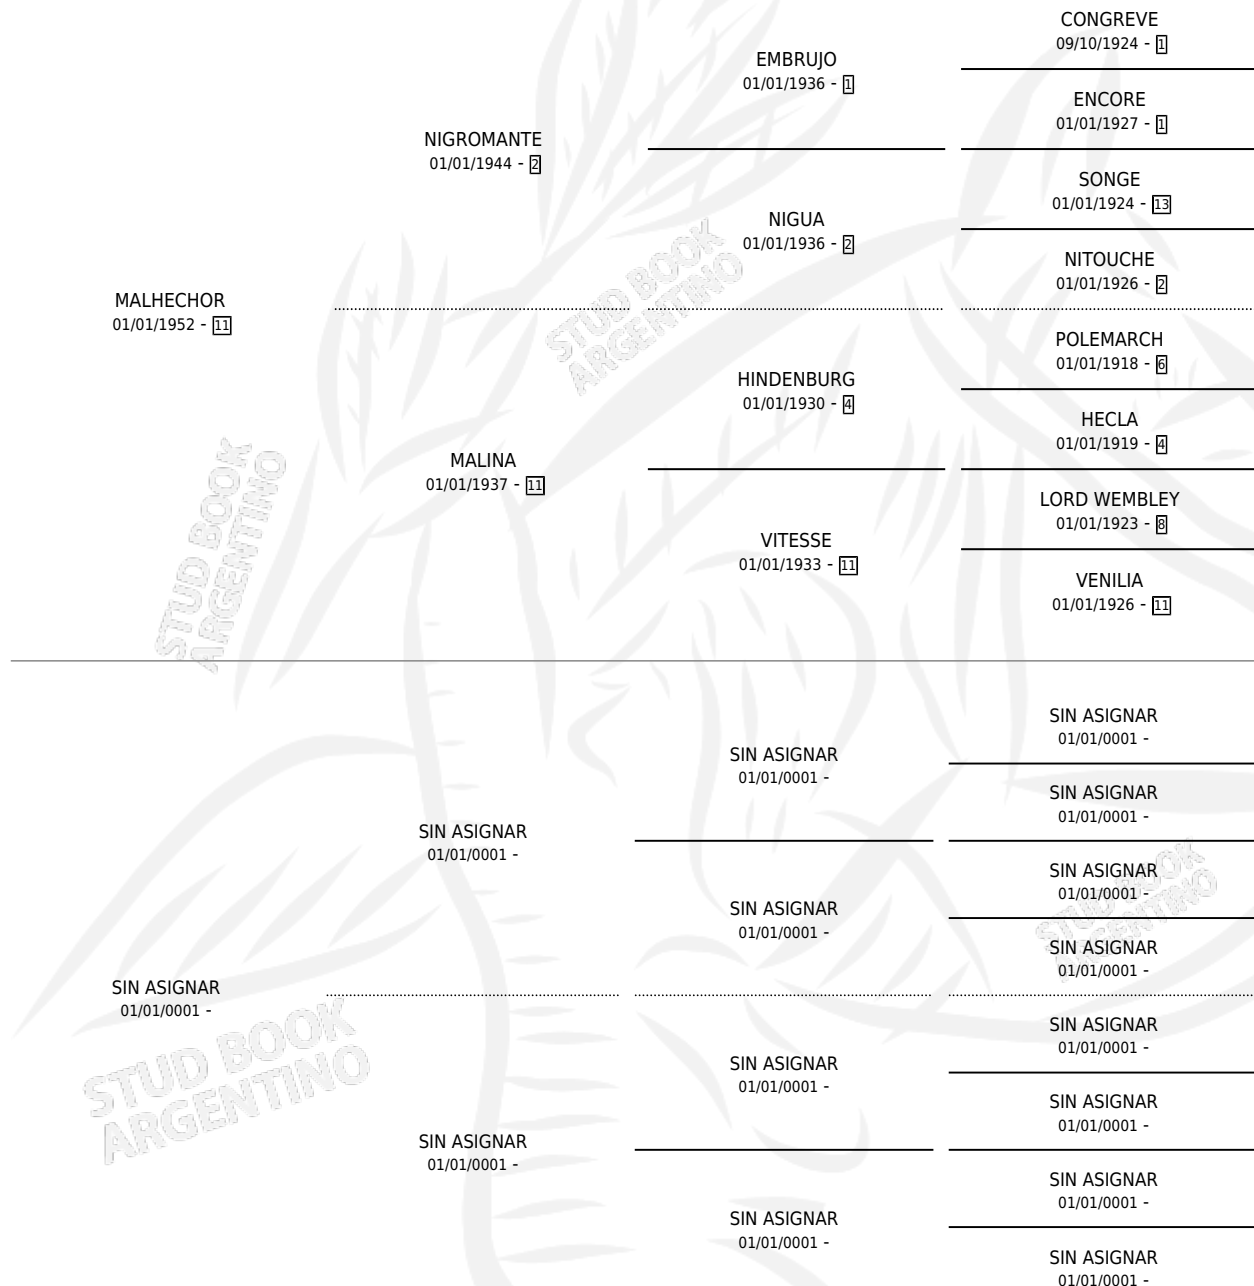 CONGREVE
09/10/1924 - 1
EMBRUJO
01/01/1936 - 1
ENCORE
01/01/1927 - 1
NIGROMANTE
01/01/1944 - 2
SONGE
01/01/1924 - 13
NIGUA
01/01/1936 - 2
NITOUCHE
01/01/1926 - 2
MALHECHOR
01/01/1952 - 11
POLEMARCH
01/01/1918 - 6
HINDENBURG
01/01/1930 - 4
HECLA
01/01/1919 - 4
MALINA
01/01/1937 - 11
LORD WEMBLEY
01/01/1923 - 8
VITESSE
01/01/1933 - 11
VENILIA
01/01/1926 - 11
SIN ASIGNAR
01/01/0001 -
SIN ASIGNAR
01/01/0001 -
SIN ASIGNAR
01/01/0001 -
SIN ASIGNAR
01/01/0001 -
SIN ASIGNAR
01/01/0001 -
SIN ASIGNAR
01/01/0001 -
SIN ASIGNAR
01/01/0001 -
SIN ASIGNAR
01/01/0001 -
SIN ASIGNAR
01/01/0001 -
SIN ASIGNAR
01/01/0001 -
SIN ASIGNAR
01/01/0001 -
SIN ASIGNAR
01/01/0001 -
SIN ASIGNAR
01/01/0001 -
SIN ASIGNAR
01/01/0001 -
SIN ASIGNAR
01/01/0001 -
STUD BOOK
ARGENTINO
STUD BOOK
ARGENTINO
STUD BOOK
ARGENTINO
STUD BOOK
ARGENTINO